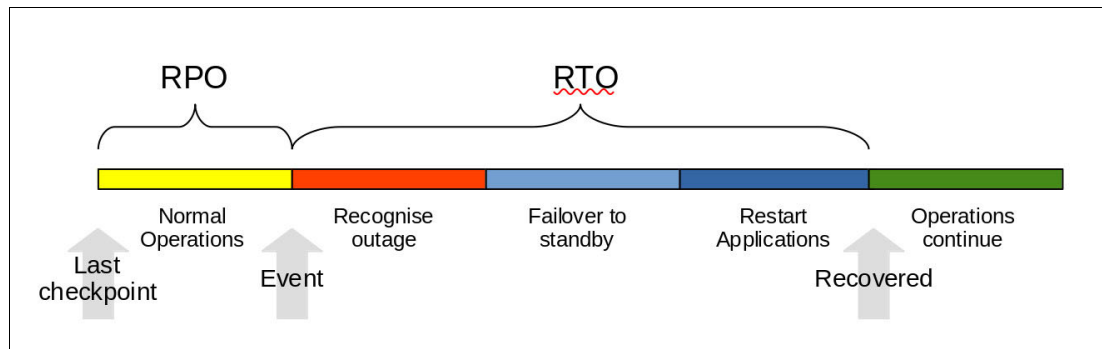 RPO
RTO
Normal
Operations
Recognise
outage
Failover to
standby
Restart
Applications
Operations
continue
Last
checkpoint
Event
Recovered